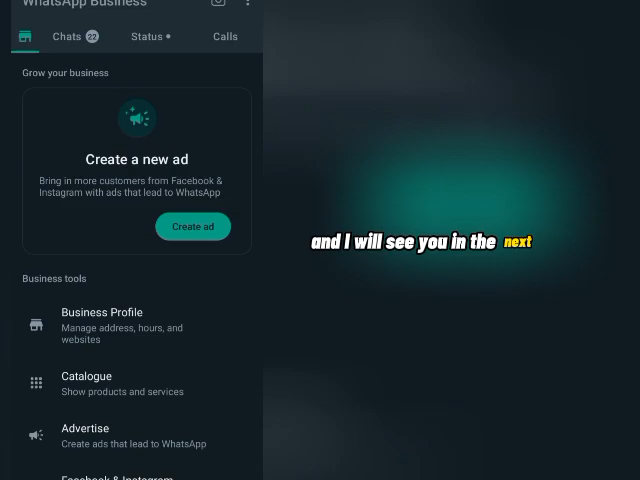 WhatsApp Business
Chats 22
Status
Calls
Grow your business
Create a new ad
Bring in more customers from Facebook &
Instagram with ads that lead to WhatsApp
Create ad
and I will see you in the next
Business tools
Business Profile
Manage address, hours, and
websites
Catalogue
Show products and services
Advertise
Create ads that lead to WhatsApp
Facebook & Instagram